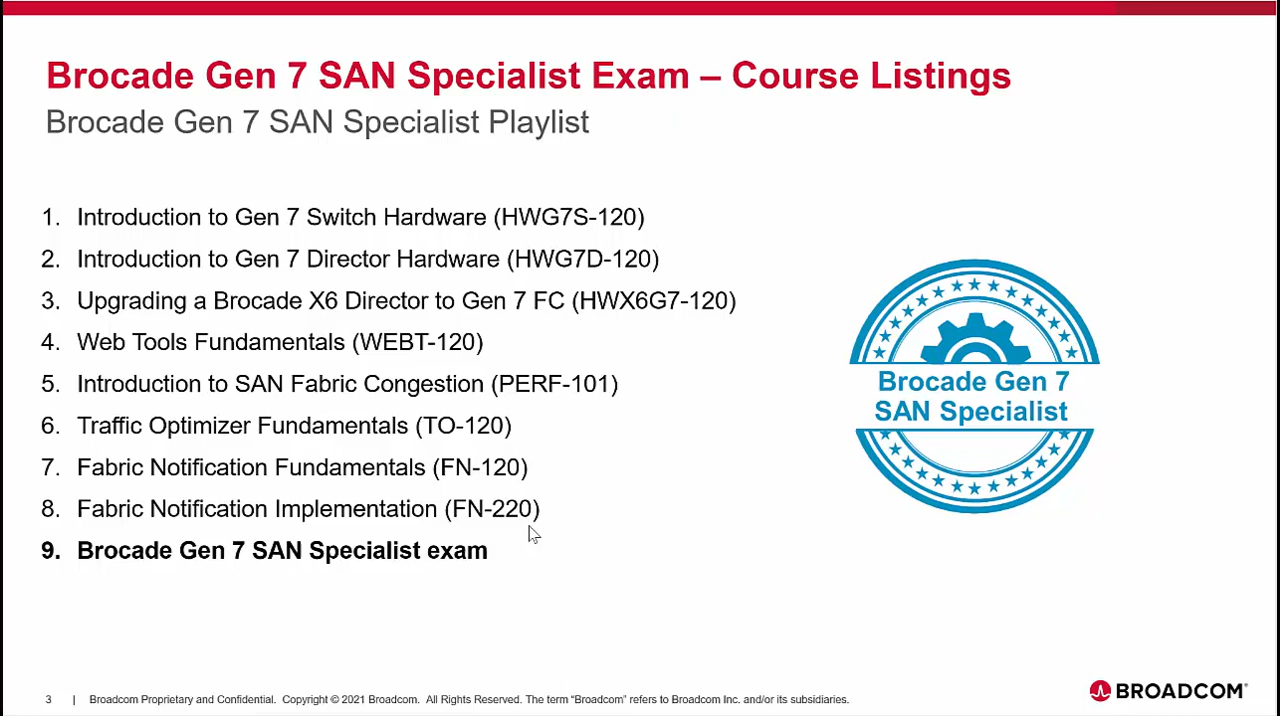 Brocade Gen 7 SAN Specialist Exam – Course Listings
Brocade Gen 7 SAN Specialist Playlist
1. Introduction to Gen 7 Switch Hardware (HWG7S-120)
2. Introduction to Gen 7 Director Hardware (HWG7D-120)
3. Upgrading a Brocade X6 Director to Gen 7 FC (HWX6G7-120)
4. Web Tools Fundamentals (WEBT-120)
5. Introduction to SAN Fabric Congestion (PERF-101)
6. Traffic Optimizer Fundamentals (TO-120)
7. Fabric Notification Fundamentals (FN-120)
8. Fabric Notification Implementation (FN-220)
9. Brocade Gen 7 SAN Specialist exam
Brocade Gen 7
SAN Specialist
3 | Broadcom Proprietary and Confidential. Copyright © 2021 Broadcom. All Rights Reserved. The term “Broadcom” refers to Broadcom Inc. and/or its subsidiaries.
BROADCOM®